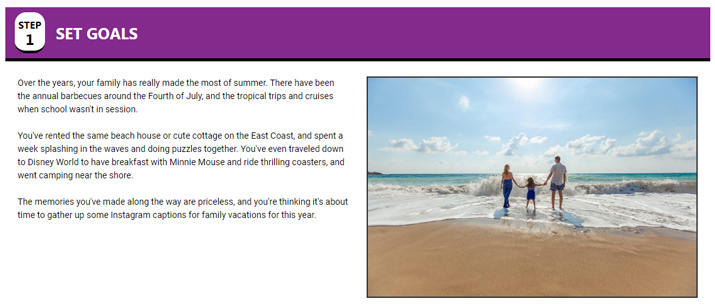 STEP
1
SET GOALS
Over the years, your family has really made the most of summer. There have been
the annual barbecues around the Fourth of July, and the tropical trips and cruises
when school wasn't in session.
You've rented the same beach house or cute cottage on the East Coast, and spent a
week splashing in the waves and doing puzzles together. You've even traveled down
to Disney World to have breakfast with Minnie Mouse and ride thrilling coasters, and
went camping near the shore.
The memories you've made along the way are priceless, and you're thinking it's about
time to gather up some Instagram captions for family vacations for this year.